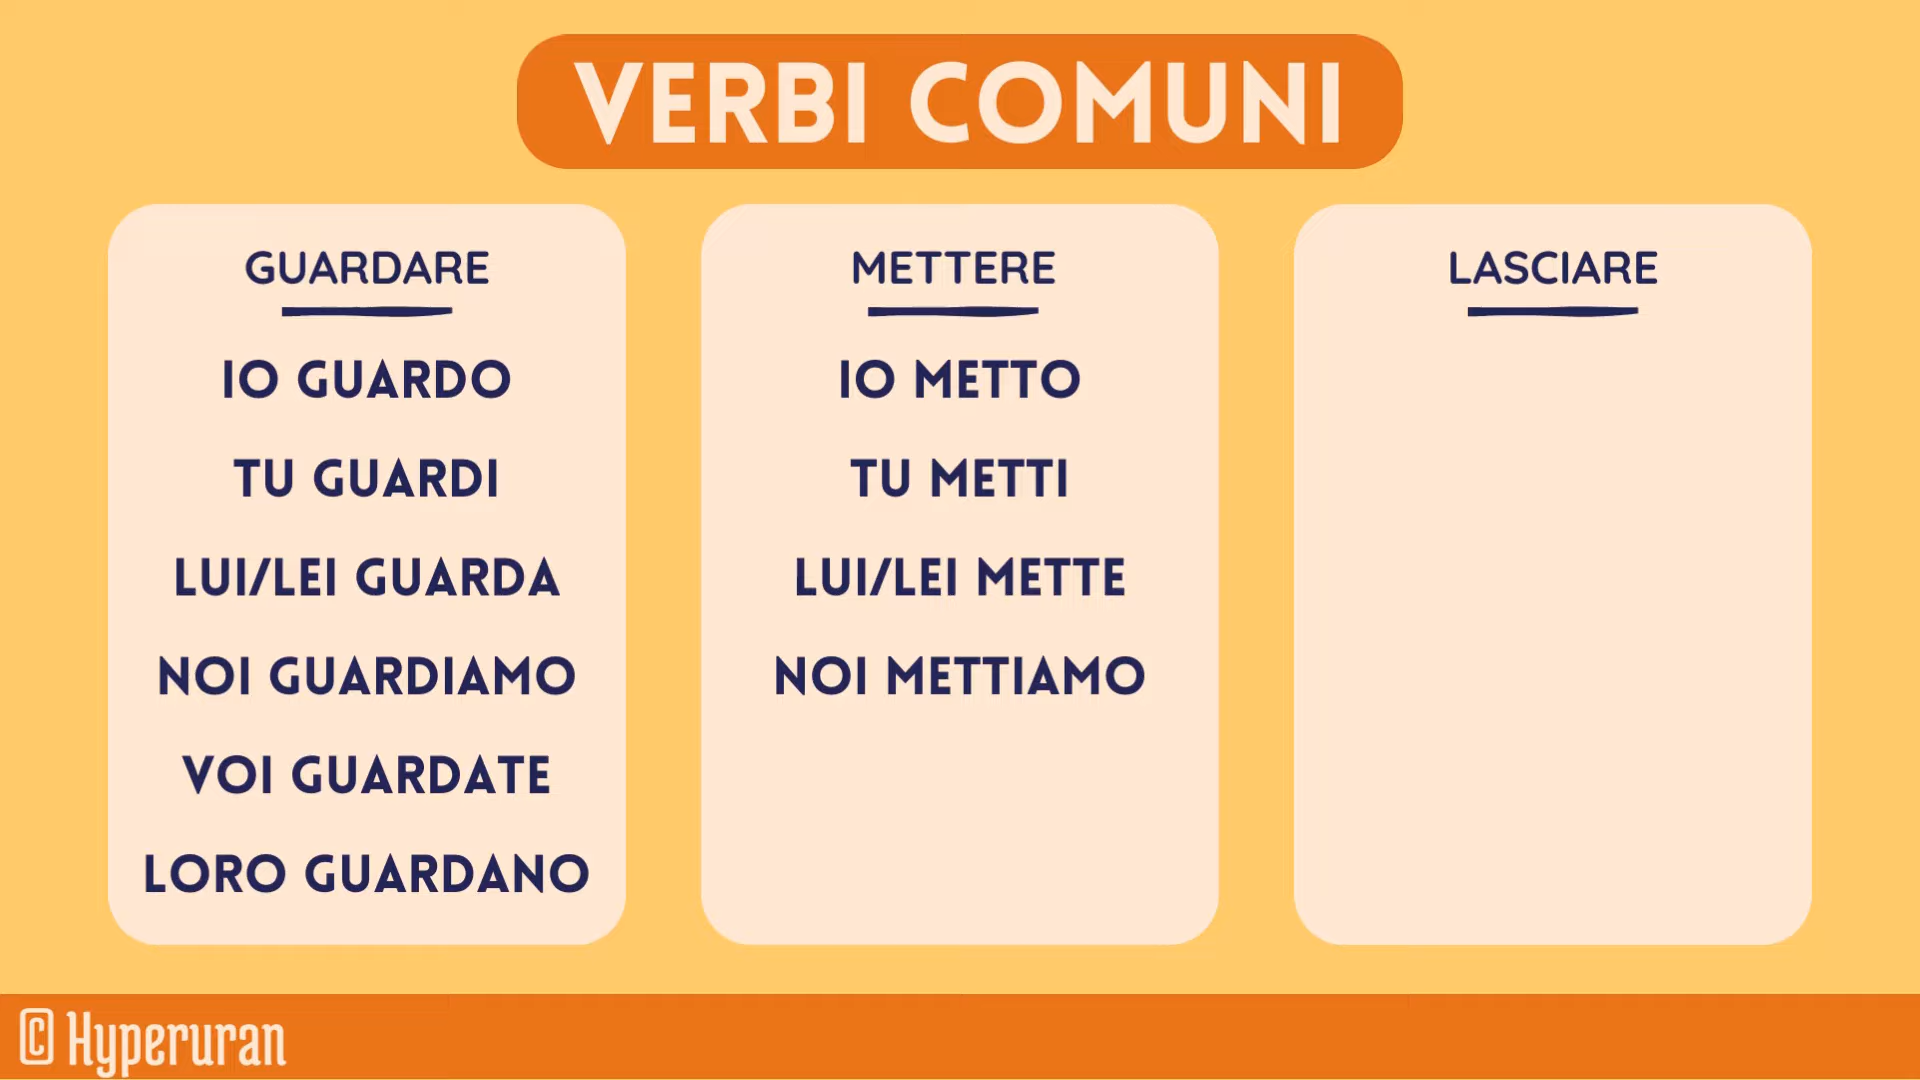 VERBI COMUNI
GUARDARE
IO GUARDO
TU GUARDI
LUI/LEI GUARDA
NOI GUARDIAMO
VOI GUARDATE
LORO GUARDANO
METTERE
IO METTO
TU METTI
LUI/LEI METTE
NOI METTIAMO
LASCIARE
© Hyperuran